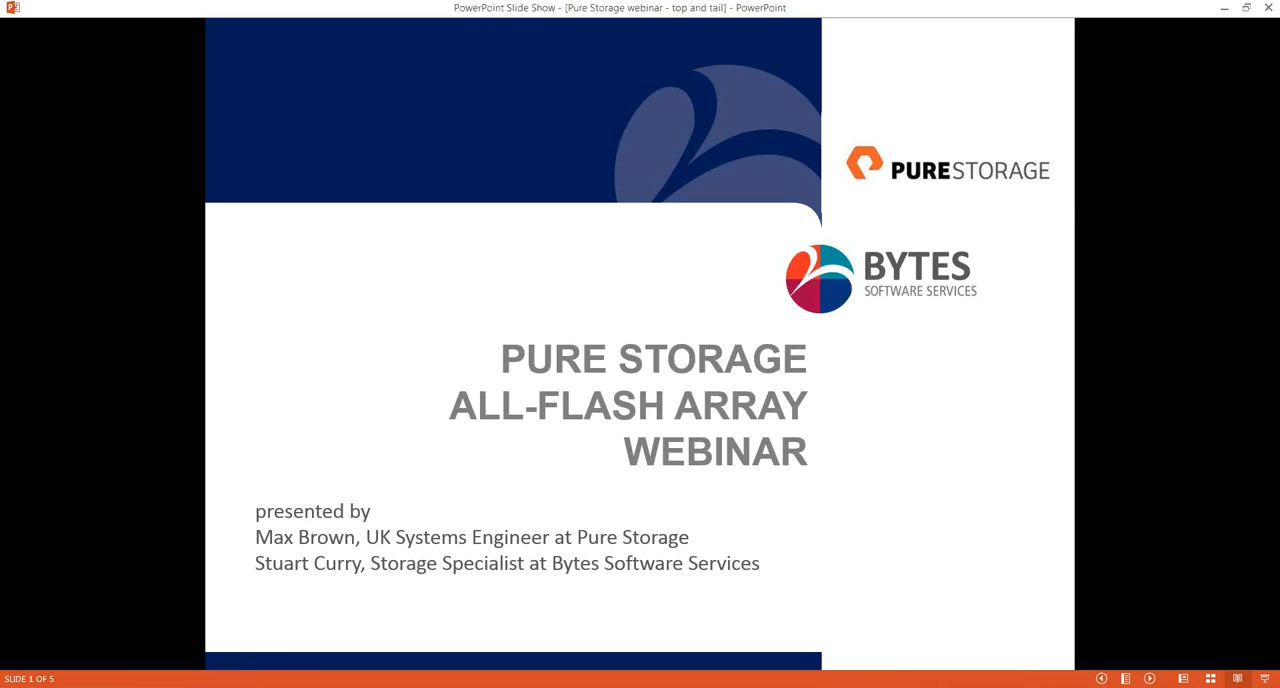 PowerPoint Slide Show - [Pure Storage webinar - top and tail] - PowerPoint
PURESTORAGE
BYTES
SOFTWARE SERVICES
PURE STORAGE
ALL-FLASH ARRAY
WEBINAR
presented by
Max Brown, UK Systems Engineer at Pure Storage
Stuart Curry, Storage Specialist at Bytes Software Services
SLIDE 1 OF 5